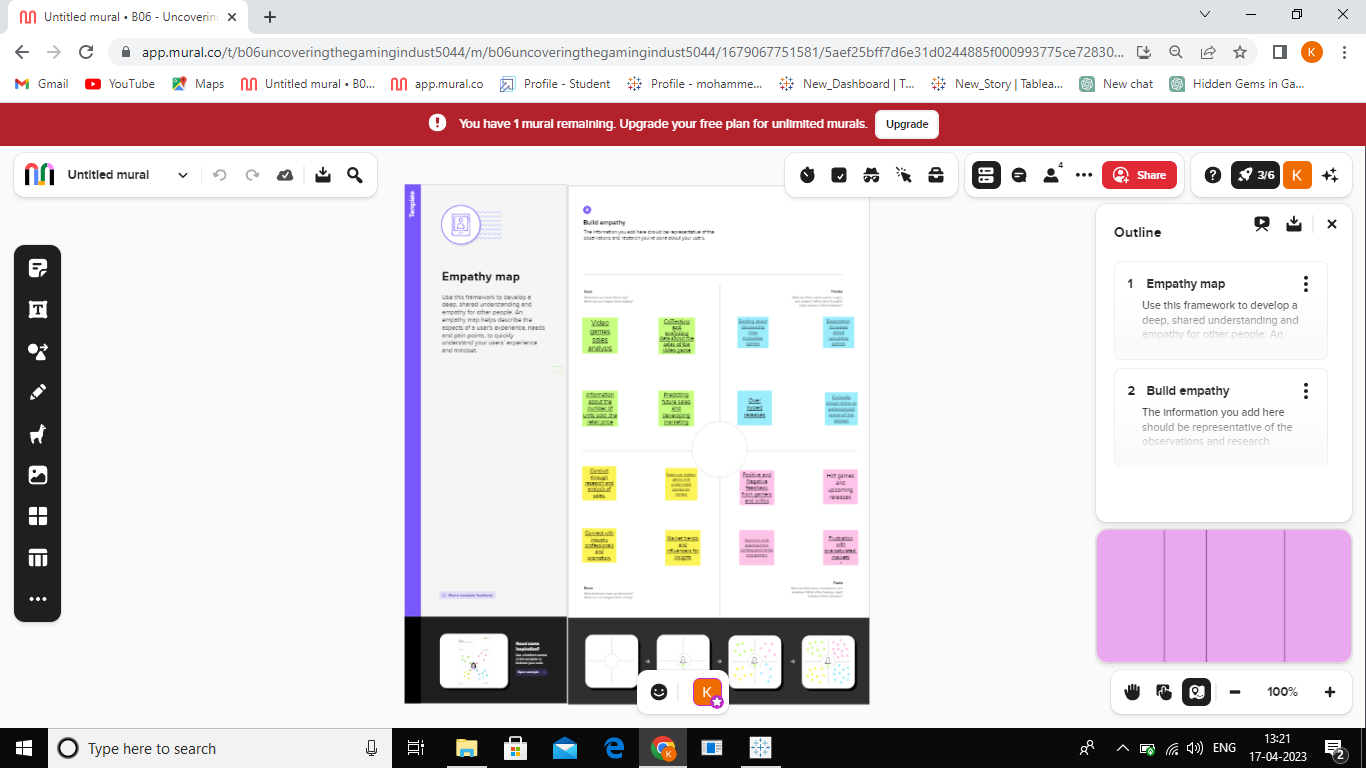 Untitled mural • B06 - Uncoverin
app.mural.co/t/b06uncoveringthegamingindust5044/m/b06uncoveringthegamingindust5044/1679067751581/5aef25bff7d6e31d0244885f000993775ce72830...
K
Gmail
YouTube
Maps
Untitled mural • B0...
app.mural.co
Profile - Student
Profile - mohamme...
New_Dashboard | T...
New_Story | Tablea...
New chat
Hidden Gems in Ga...
You have 1 mural remaining. Upgrade your free plan for unlimited murals.
Upgrade
Untitled mural
4
Share
3/6
K
Template
Empathy map
Use this framework to develop a
deep, shared understanding and
empathy for other people. An
empathy map helps describe the
aspects of a user's experience, needs
and pain points, to quickly
understand your users' experience
and mindset.
Share template feedback
Build empathy
The information you add here should be representative of the
observations and research you've done about your users.
Says
Thinks
Video
games
sales
analysis
Collecting
and
analysing
data about the
sales of the
video game
Information
about the
number of
units sold, the
retail price
Predicting
future sales
and
developing
marketing
Over
hyped
releases
Expectation
increases
about
upcoming
games
Conduct
through
research and
analysis of
sales.
Connect with
industry
professionals
and
promotion.
Market trends
and
influencers for
insights
Positive and
Negative
feedback
from gamers
and critics
Hot games
and
upcoming
releases
Frustration
with
oversaturated
markets
Does
Feels
Need some
inspiration?
Open example
K
Outline
1 Empathy map
Use this framework to develop a
deep, shared understanding and
empathy for other people. An
2 Build empathy
The information you add here
should be representative of the
observations and research
100%
Type here to search
ENG
13:21
17-04-2023
2